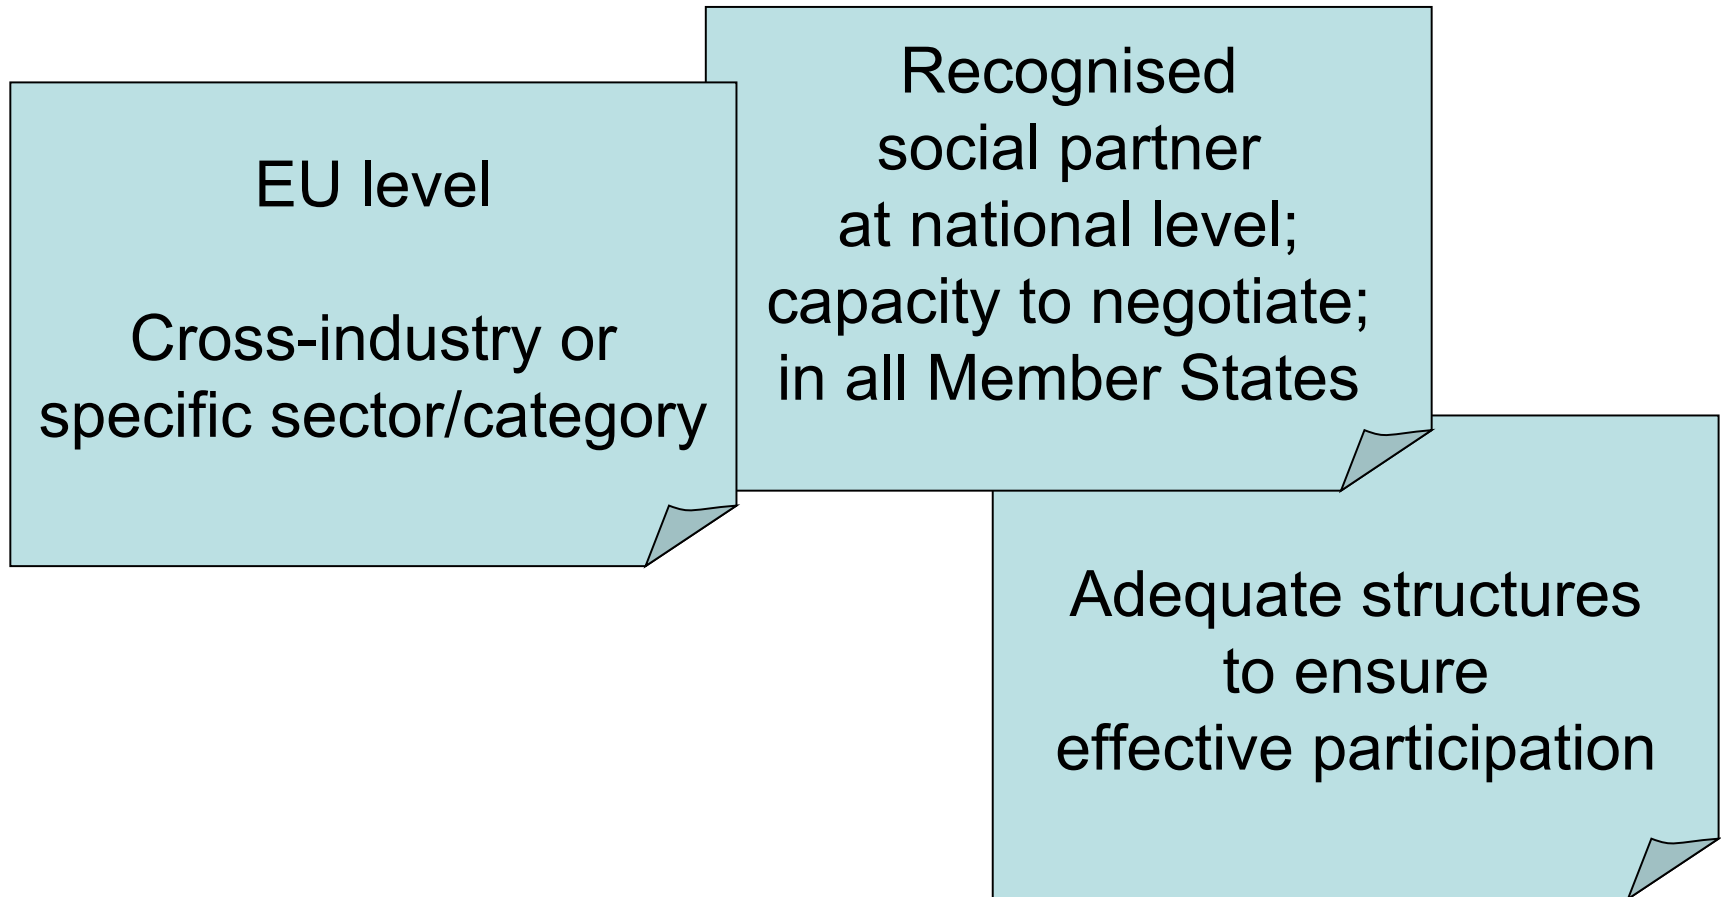 EU level
Cross-industry or
specific sector/category
Recognised
social partner
at national level;
capacity to negotiate;
in all Member States
Adequate structures
to ensure
effective participation